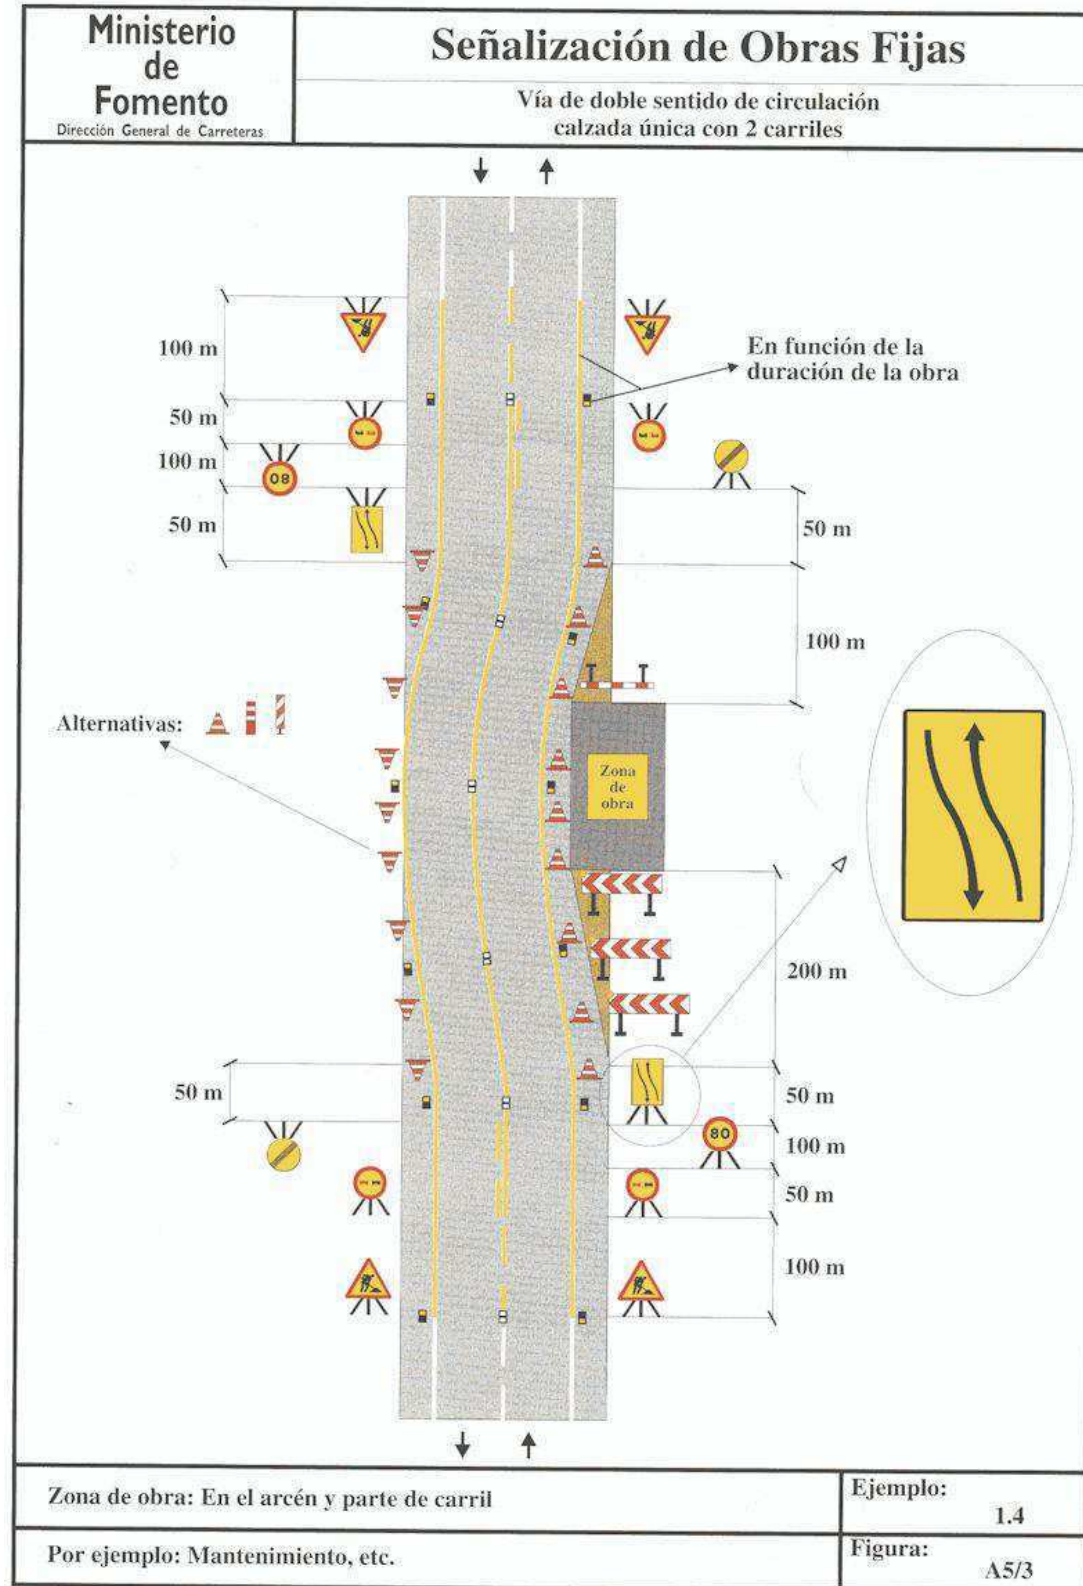 Ministerio
de
Fomento
Dirección General de Carreteras
Señalización de Obras Fijas
Vía de doble sentido de circulación
calzada única con 2 carriles
100 m
50 m
100 m
50 m
80
En función de la
duración de la obra
50 m
100 m
Alternativas:
Zona
de
obra
200 m
50 m
50 m
80
100 m
50 m
100 m
Zona de obra: En el arcén y parte de carril
Ejemplo:
1.4
Por ejemplo: Mantenimiento, etc.
Figura:
A5/3